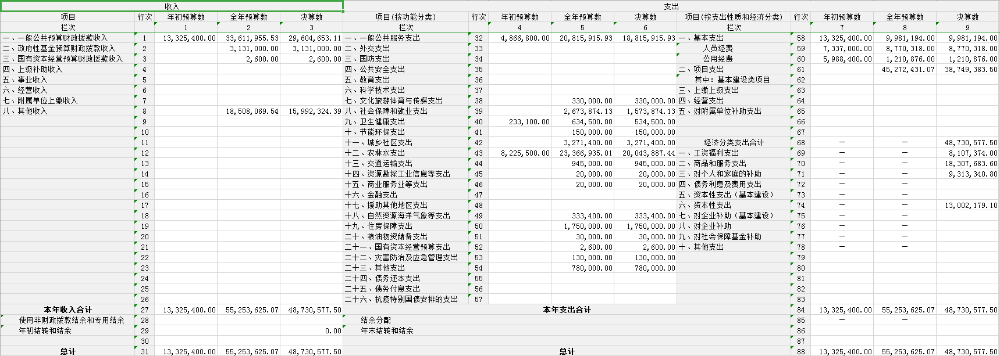 收入 支出
项目 行次 年初预算数 全年预算数 决算数 项目(按功能分类) 行次 年初预算数 全年预算数 决算数 项目(按支出性质和经济分类) 行次 年初预算数 全年预算数 决算数
栏次 1 2 3 栏次 4 5 6 栏次 7 8 9
一、一般公共预算财政拨款收入 1 13,325,400.00 33,611,955.53 29,604,653.11 一、一般公共服务支出 32 4,866,800.00 20,815,915.93 18,815,915.93 一、基本支出 58 13,325,400.00 9,981,194.00 9,981,194.00
二、政府性基金预算财政拨款收入 2 3,131,000.00 3,131,000.00 二、外交支出 33 人员经费 59 7,337,000.00 8,770,318.00 8,770,318.00
三、国有资本经营预算财政拨款收入 3 2,600.00 2,600.00 三、国防支出 34 公用经费 60 5,988,400.00 1,210,876.00 1,210,876.00
四、上级补助收入 4 四、公共安全支出 35 二、项目支出 61 45,272,431.07 38,749,383.50
五、事业收入 5 五、教育支出 36 其中：基本建设类项目 62
六、经营收入 6 六、科学技术支出 37 三、上缴上级支出 63
七、附属单位上缴收入 7 七、文化旅游体育与传媒支出 38 330,000.00 330,000.00 四、经营支出 64
八、其他收入 8 18,508,069.54 15,992,324.39 八、社会保障和就业支出 39 2,673,874.13 1,573,874.13 五、对附属单位补助支出 65
9 九、卫生健康支出 40 233,100.00 634,500.00 534,500.00 66
10 十、节能环保支出 41 150,000.00 150,000.00 67
11 十一、城乡社区支出 42 3,271,400.00 3,271,400.00 经济分类支出合计 68 — — 48,730,577.50
12 十二、农林水支出 43 8,225,500.00 23,366,935.01 20,043,887.44 一、工资福利支出 69 — — 8,107,374.00
13 十三、交通运输支出 44 945,000.00 945,000.00 二、商品和服务支出 70 — — 18,307,683.60
14 十四、资源勘探工业信息等支出 45 20,000.00 20,000.00 三、对个人和家庭的补助 71 — — 9,313,340.80
15 十五、商业服务业等支出 46 20,000.00 20,000.00 四、债务利息及费用支出 72 — —
16 十六、金融支出 47 五、资本性支出（基本建设） 73 — —
17 十七、援助其他地区支出 48 六、资本性支出 74 — — 13,002,179.10
18 十八、自然资源海洋气象等支出 49 333,400.00 333,400.00 七、对企业补助（基本建设） 75 — —
19 十九、住房保障支出 50 1,750,000.00 1,750,000.00 八、对企业补助 76 — —
20 二十、粮油物资储备支出 51 30,000.00 30,000.00 九、对社会保障基金补助 77 — —
21 二十一、国有资本经营预算支出 52 2,600.00 2,600.00 十、其他支出 78 — —
22 二十二、灾害防治及应急管理支出 53 130,000.00 130,000.00 79
23 二十三、其他支出 54 780,000.00 780,000.00 80
24 二十四、债务还本支出 55 81
25 二十五、债务付息支出 56 82
26 二十六、抗疫特别国债安排的支出 57 83
本年收入合计 27 13,325,400.00 55,253,625.07 48,730,577.50 本年支出合计 84 13,325,400.00 55,253,625.07 48,730,577.50
使用非财政拨款结余和专用结余 28 结余分配 85 — —
年初结转和结余 29 0.00 年末结转和结余 86
30 87
总计 31 13,325,400.00 55,253,625.07 48,730,577.50 总计 88 13,325,400.00 55,253,625.07 48,730,577.50